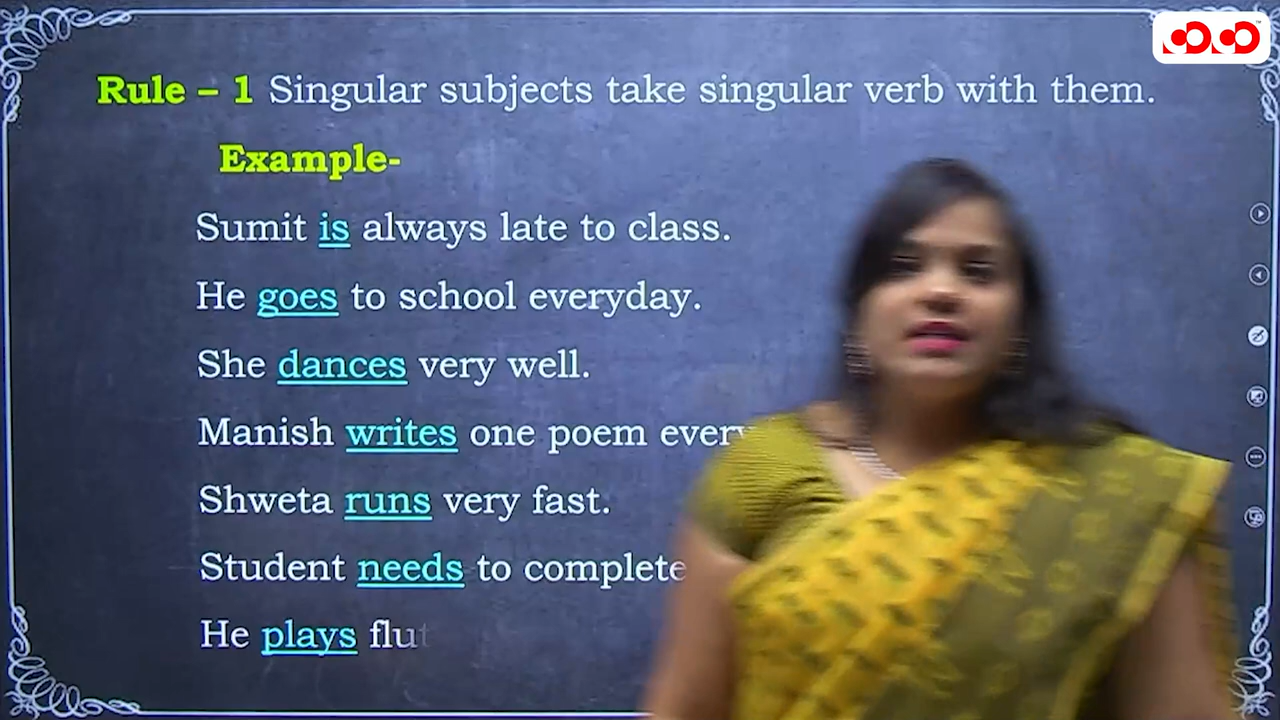 Rule – 1 Singular subjects take singular verb with them.
Example-
Sumit is always late to class.
He goes to school everyday.
She dances very well.
Manish writes one poem
Shweta runs very fast.
Student needs to complete
He plays